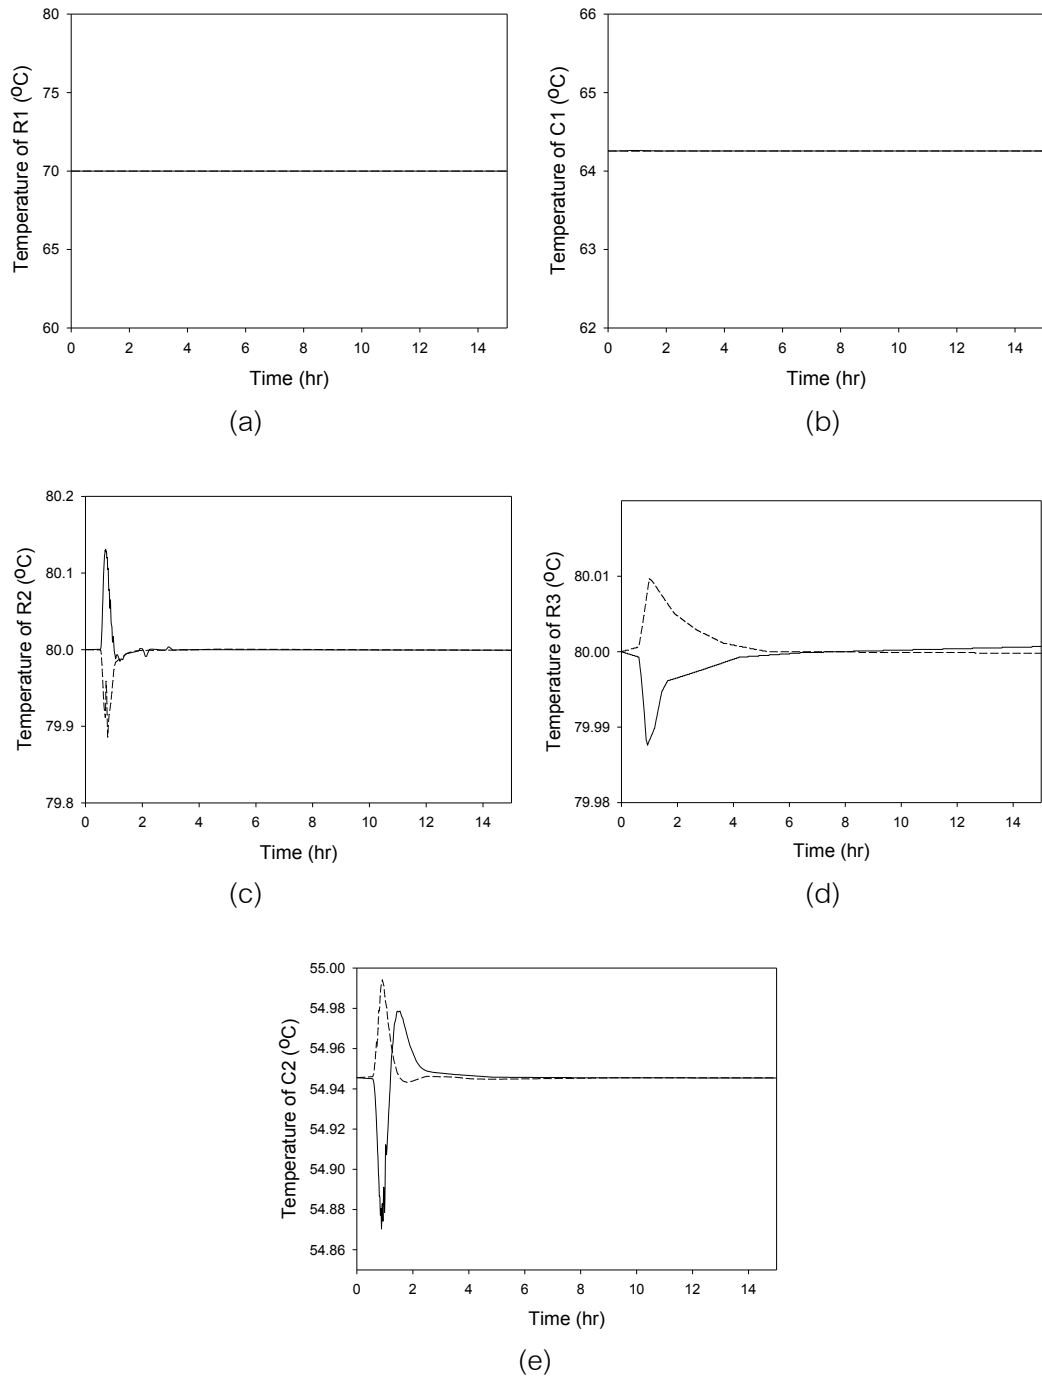 80
75
70
65
60
Temperature of R1 (ºC)
0 2 4 6 8 10 12 14
Time (hr)
(a)
66
65
64
63
62
Temperature of C1 (ºC)
0 2 4 6 8 10 12 14
Time (hr)
(b)
80.2
80.1
80.0
79.9
79.8
Temperature of R2 (ºC)
0 2 4 6 8 10 12 14
Time (hr)
(c)
80.01
80.00
79.99
79.98
Temperature of R3 (ºC)
0 2 4 6 8 10 12 14
Time (hr)
(d)
55.00
54.98
54.96
54.94
54.92
54.90
54.88
54.86
Temperature of C2 (ºC)
0 2 4 6 8 10 12 14
Time (hr)
(e)